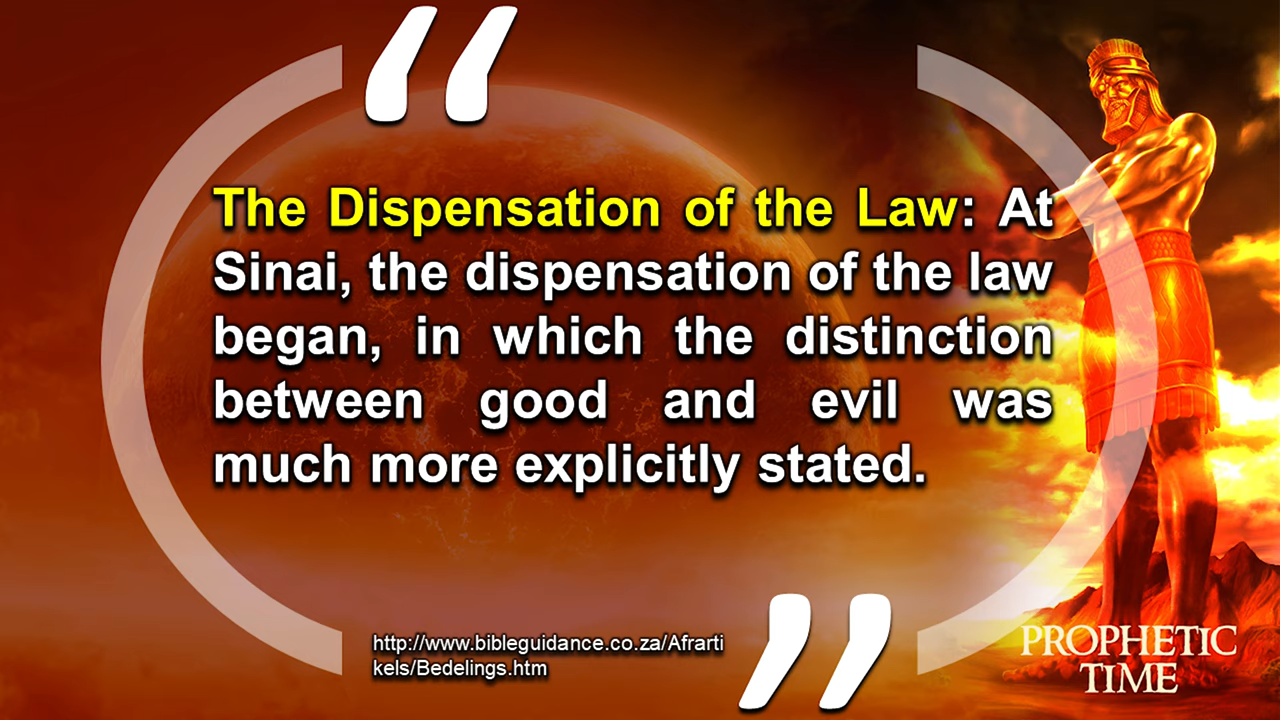 “
The Dispensation of the Law: At
Sinai, the dispensation of the law
began, in which the distinction
between good and evil was
much more explicitly stated.
”
http://www.bibleguidance.co.za/Afrarti
kels/Bedelings.htm
PROPHETIC
TIME